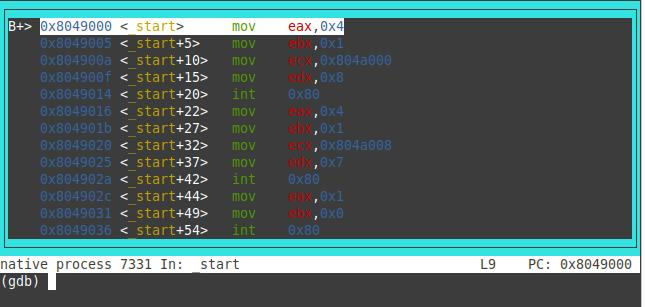 B+> 0x8049000 <_start>      mov    eax,0x4
    0x8049005 <_start+5>    mov    ebx,0x1
    0x804900a <_start+10>   mov    ecx,0x804a000
    0x804900f <_start+15>   mov    edx,0x8
    0x8049014 <_start+20>   int    0x80
    0x8049016 <_start+22>   mov    eax,0x4
    0x804901b <_start+27>   mov    ebx,0x1
    0x8049020 <_start+32>   mov    ecx,0x804a008
    0x8049025 <_start+37>   mov    edx,0x7
    0x804902a <_start+42>   int    0x80
    0x804902c <_start+44>   mov    eax,0x1
    0x8049031 <_start+49>   mov    ebx,0x0
    0x8049036 <_start+54>   int    0x80
native process 7331 In: _start                              L9    PC: 0x8049000
(gdb)